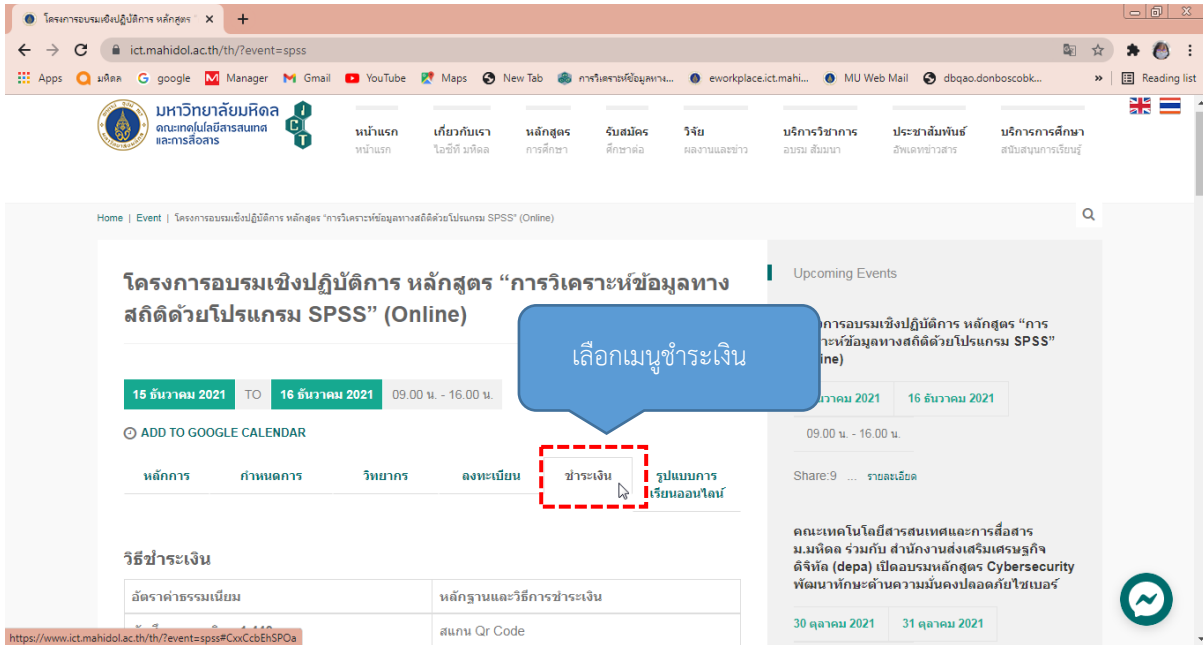 โครงการอบรมเชิงปฏิบัติการ หลักสูตร
ict.mahidol.ac.th/th/?event=spss
Apps มหิดล google Manager Gmail YouTube Maps New Tab การวิเคราะห์ข้อมูลทาง... eworkplace.ict.mahi... MU Web Mail dbqao.donboscobk... » Reading list
มหาวิทยาลัยมหิดล
คณะเทคโนโลยีสารสนเทศ
และการสื่อสาร
ICT
หน้าแรก เกี่ยวกับเรา หลักสูตร รับสมัคร วิจัย บริการวิชาการ ประชาสัมพันธ์ บริการการศึกษา
หน้าแรก ไอซีที มหิดล การศึกษา ศึกษาต่อ ผลงานและข่าว อบรม สัมมนา อัพเดทข่าวสาร สนับสนุนการเรียนรู้
Home | Event | โครงการอบรมเชิงปฏิบัติการ หลักสูตร “การวิเคราะห์ข้อมูลทางสถิติด้วยโปรแกรม SPSS” (Online)
โครงการอบรมเชิงปฏิบัติการ หลักสูตร “การวิเคราะห์ข้อมูลทาง
สถิติด้วยโปรแกรม SPSS” (Online)
เลือกเมนูชำระเงิน
15 ธันวาคม 2021 TO 16 ธันวาคม 2021 09.00 น. - 16.00 น.
ADD TO GOOGLE CALENDAR
หลักการ กำหนดการ วิทยากร ลงทะเบียน ชำระเงิน รูปแบบการ
เรียนออนไลน์
วิธีชำระเงิน
อัตราค่าธรรมเนียม หลักฐานและวิธีการชำระเงิน
สแกน Qr Code
https://www.ict.mahidol.ac.th/th/?event=spss#CxxCcbEhSPOa
Upcoming Events
การอบรมเชิงปฏิบัติการ หลักสูตร “การ
ห์ข้อมูลทางสถิติด้วยโปรแกรม SPSS”
ine)
2021 16 ธันวาคม 2021
09.00 น. - 16.00 น.
Share:9 ... รายละเอียด
คณะเทคโนโลยีสารสนเทศและการสื่อสาร
ม.มหิดล ร่วมกับ สำนักงานส่งเสริมเศรษฐกิจ
ดิจิทัล (depa) เปิดอบรมหลักสูตร Cybersecurity
พัฒนาทักษะด้านความมั่นคงปลอดภัยไซเบอร์
30 ตุลาคม 2021 31 ตุลาคม 2021